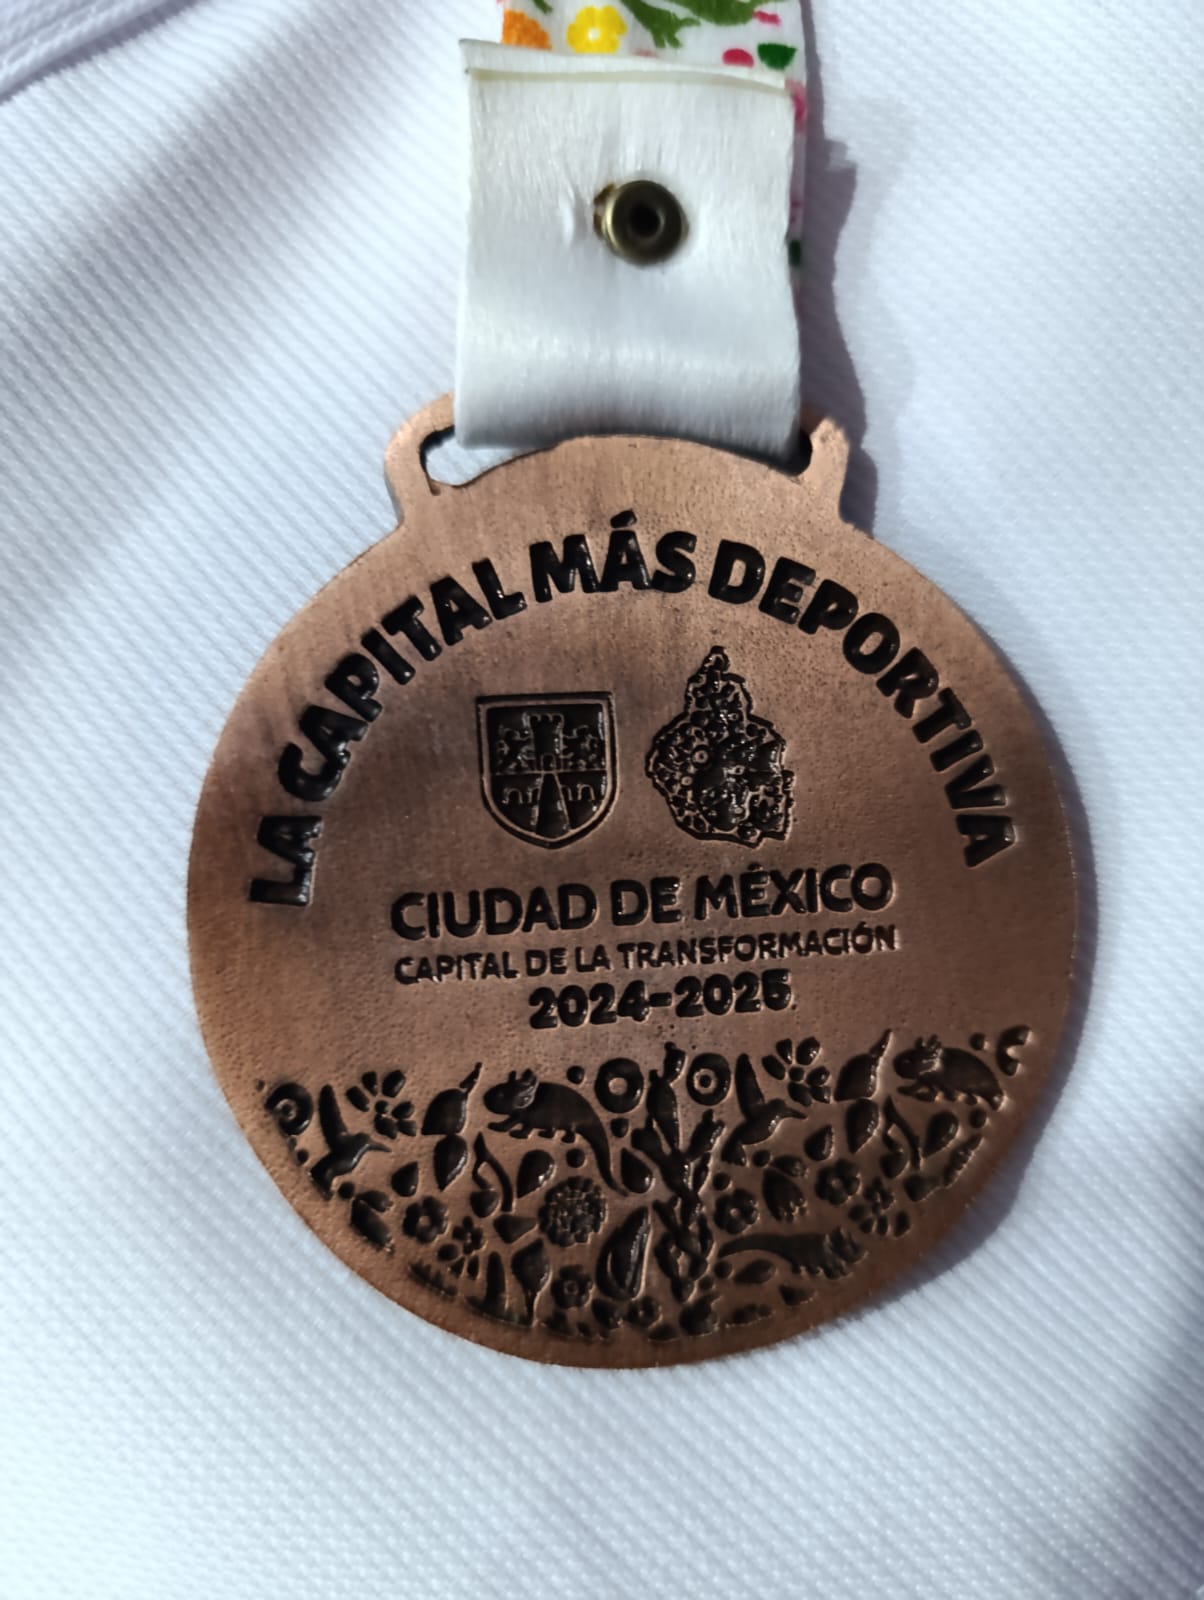 LA CAPITAL MÁS DEPORTIVA
CIUDAD DE MÉXICO
CAPITAL DE LA TRANSFORMACIÓN
2024-2025